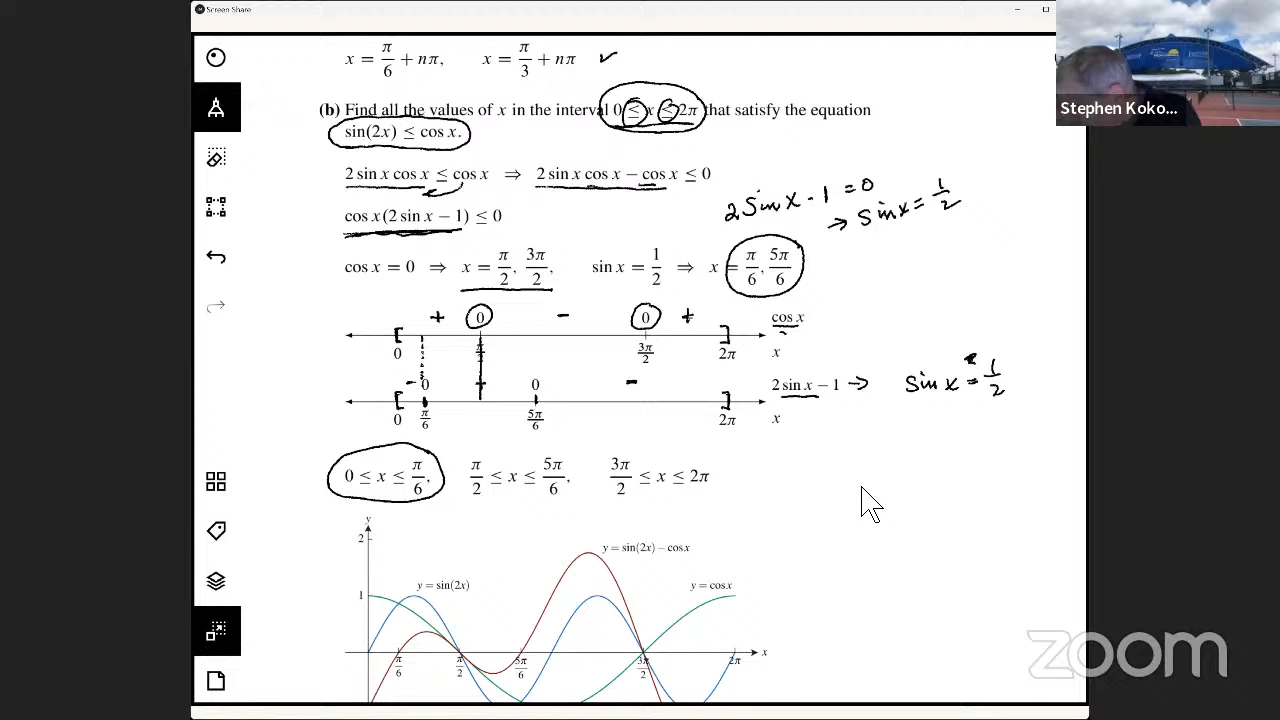 Screen Share
x = π/6 + nπ, x = π/3 + nπ ✓
(b) Find all the values of x in the interval 0 ≤ x ≤ 2π that satisfy the equation
sin(2x) ≤ cos x.
2 sin x cos x ≤ cos x ⇒ 2 sin x cos x − cos x ≤ 0
2 Sin x - 1 = 0
→ Sin x = 1/2
cos x(2 sin x − 1) ≤ 0
cos x = 0 ⇒ x = π/2, 3π/2, sin x = 1/2 ⇒ x = π/6, 5π/6
+ 0 - 0 + cos x
[ ]
0 π/2 3π/2 2π x
- 0 + 0 - 2 sin x − 1 → Sin x = 1/2
[ ]
0 π/6 5π/6 2π x
0 ≤ x ≤ π/6, π/2 ≤ x ≤ 5π/6, 3π/2 ≤ x ≤ 2π
y
2
y = sin(2x) − cos x
y = sin(2x)
y = cos x
1
π/6 π/2 5π/6 3π/2 2π x
Stephen Koko...
zoom